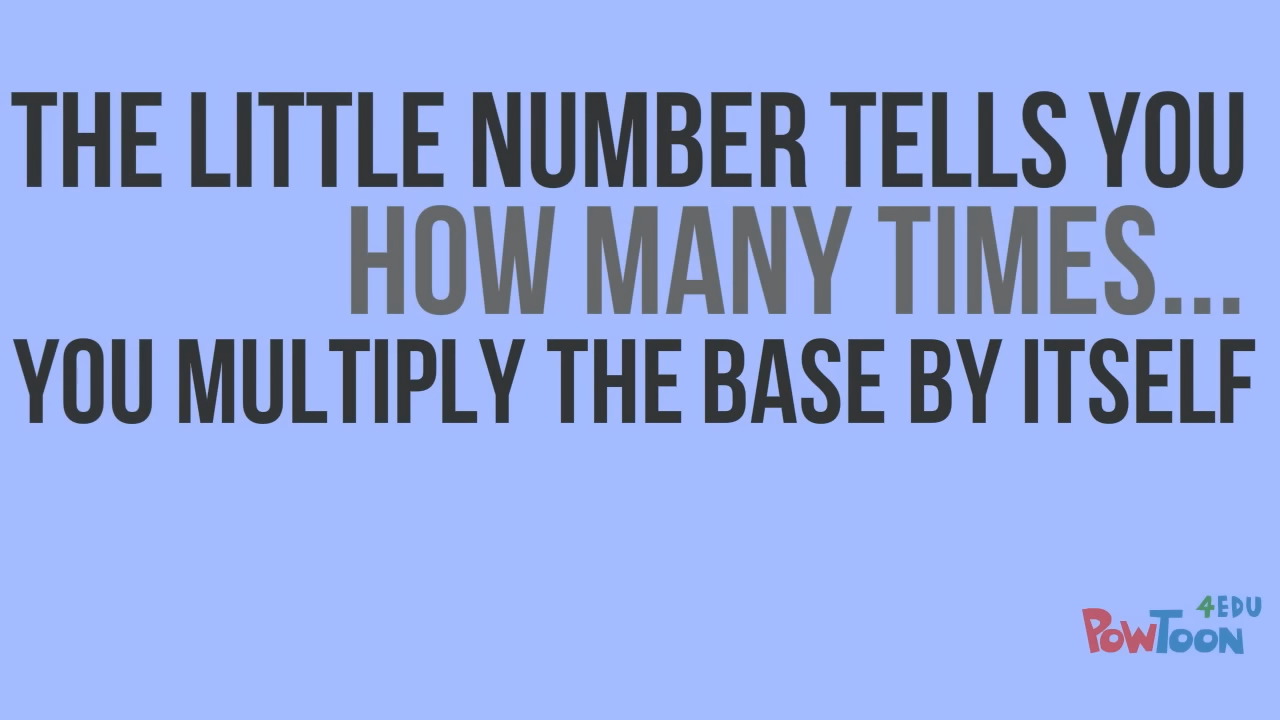 THE LITTLE NUMBER TELLS YOU
HOW MANY TIMES...
YOU MULTIPLY THE BASE BY ITSELF
4EDU
POWTOON